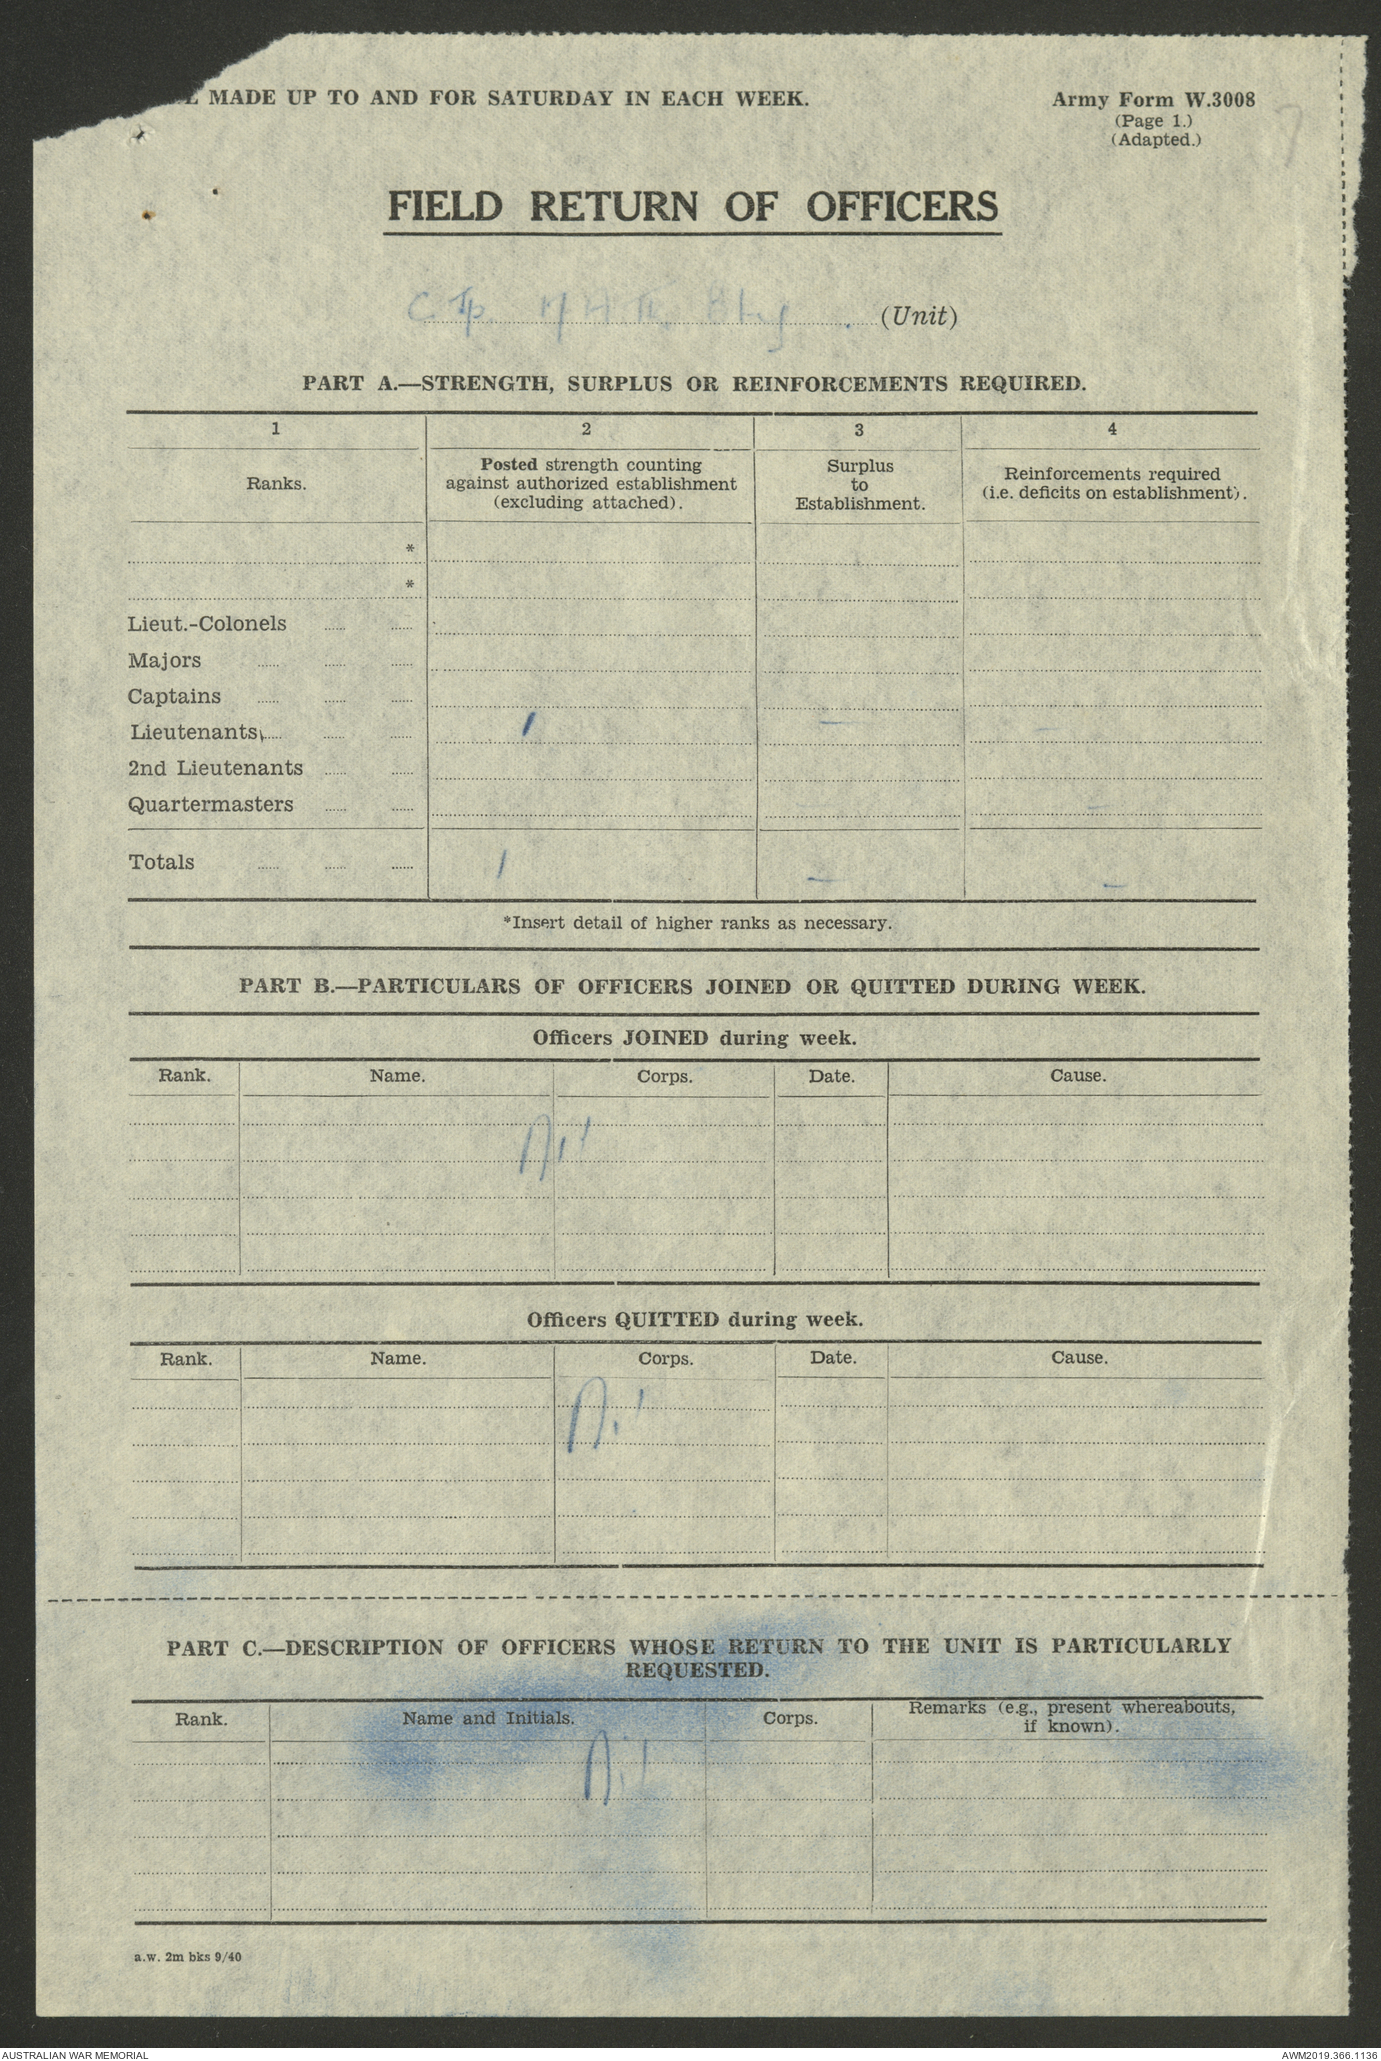 MADE UP TO AND FOR SATURDAY IN EACH WEEK.
Army Form W.3008
(Page 1.)
(Adapted.)
FIELD RETURN OF OFFICERS
C Tp (Unit)
PART A.—STRENGTH, SURPLUS OR REINFORCEMENTS REQUIRED.
1 2 3 4
Ranks.
Posted strength counting
against authorized establishment
(excluding attached).
Surplus
to
Establishment.
Reinforcements required
(i.e. deficits on establishment).
*
*
Lieut.-Colonels
Majors
Captains
Lieutenants 1 — —
2nd Lieutenants
Quartermasters —
Totals 1 — —
*Insert detail of higher ranks as necessary.
PART B.—PARTICULARS OF OFFICERS JOINED OR QUITTED DURING WEEK.
Officers JOINED during week.
Rank. Name. Corps. Date. Cause.
Nil
Officers QUITTED during week.
Rank. Name. Corps. Date. Cause.
Nil
PART C.—DESCRIPTION OF OFFICERS WHOSE RETURN TO THE UNIT IS PARTICULARLY
REQUESTED.
Rank. Name and Initials. Corps.
Remarks (e.g., present whereabouts,
if known).
Nil
a.w. 2m bks 9/40
AUSTRALIAN WAR MEMORIAL
AWM2019.366.1136